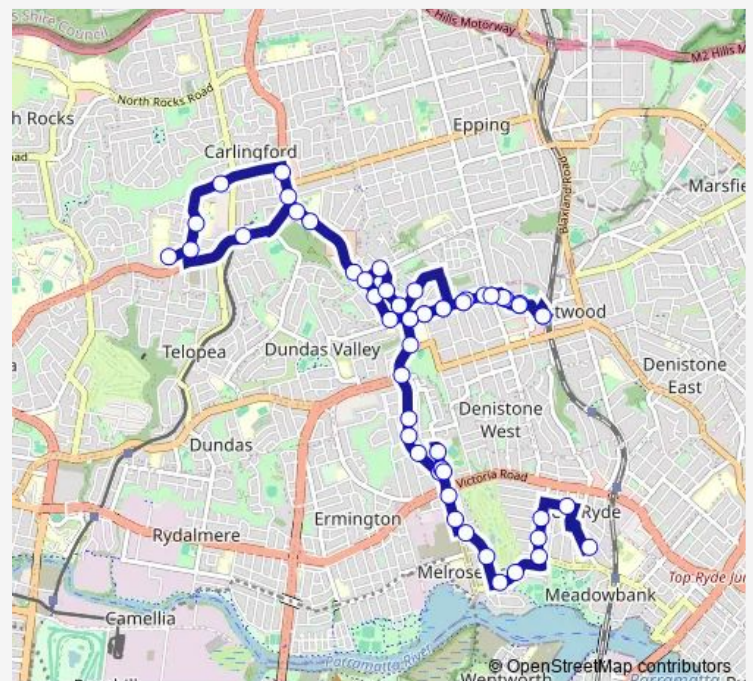 s Shire Council
Hills Motorway
M2 Hills M
North Rocks Road
h Rocks
Epping
Carlingford
ad
Marsfie
Blaxland Road
twood
Telopea
Dundas Valley
Denistone
East
Denistone
West
Dundas
Victoria Road
Ermington
Ryde
Rydalmere
Melrose
Top Ryde Jun
Meadowbank
Camellia
Parramatta River
© OpenStreetMap contributors
Wentworth